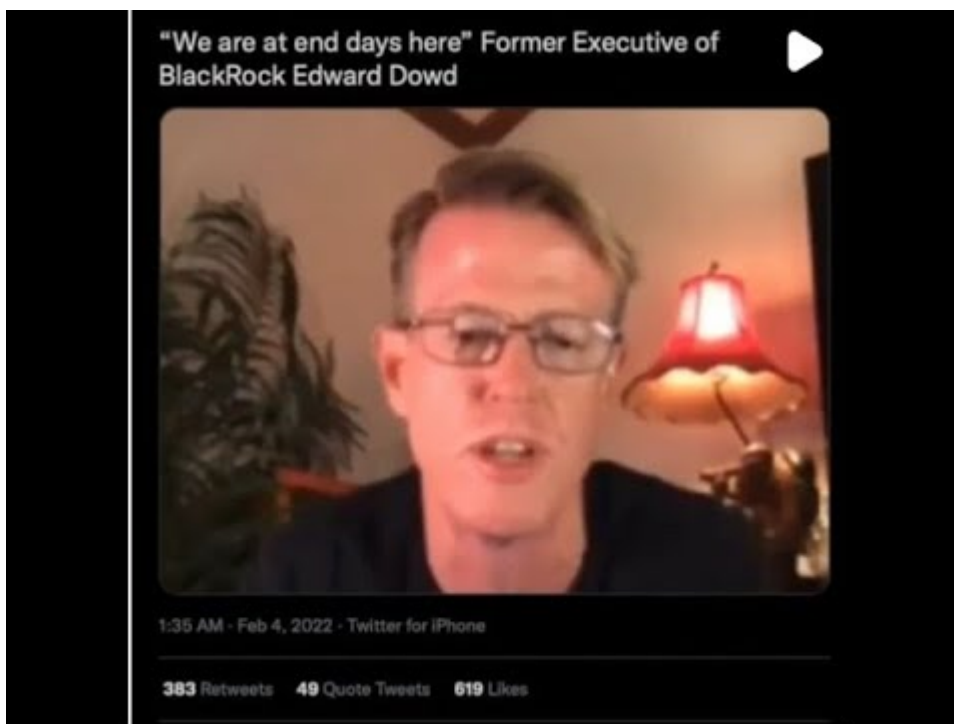 “We are at end days here” Former Executive of
BlackRock Edward Dowd
1:35 AM · Feb 4, 2022 · Twitter for iPhone
383 Retweets 49 Quote Tweets 619 Likes